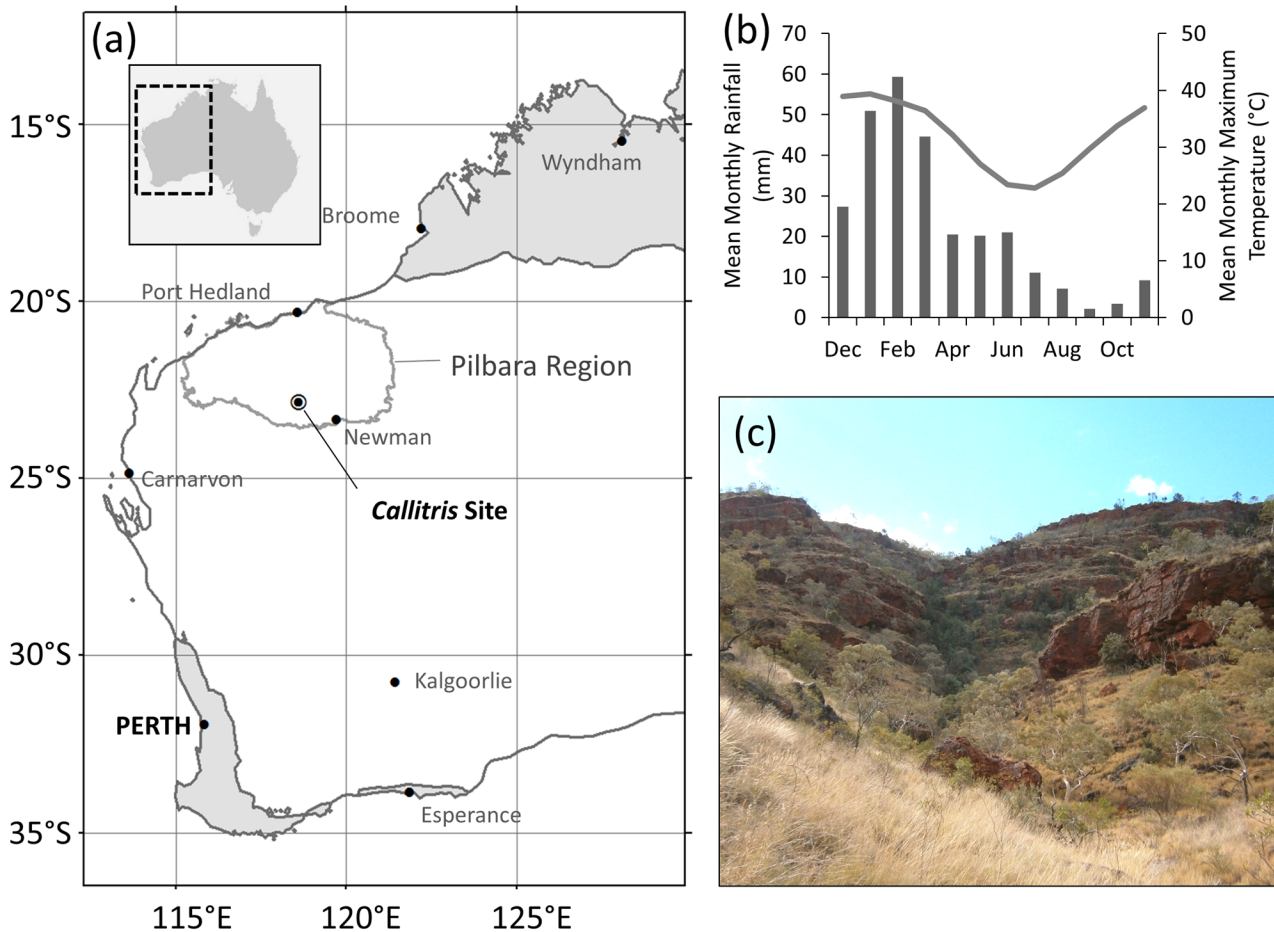 (a)
15°S
20°S
25°S
30°S
35°S
115°E
120°E
125°E
Wyndham
Broome
Port Hedland
Pilbara Region
Newman
Carnarvon
Callitris Site
Kalgoorlie
PERTH
Esperance
(b)
Mean Monthly Rainfall
(mm)
70
60
50
40
30
20
10
0
50
40
30
20
10
0
Mean Monthly Maximum
Temperature (°C)
Dec Feb Apr Jun Aug Oct
(c)